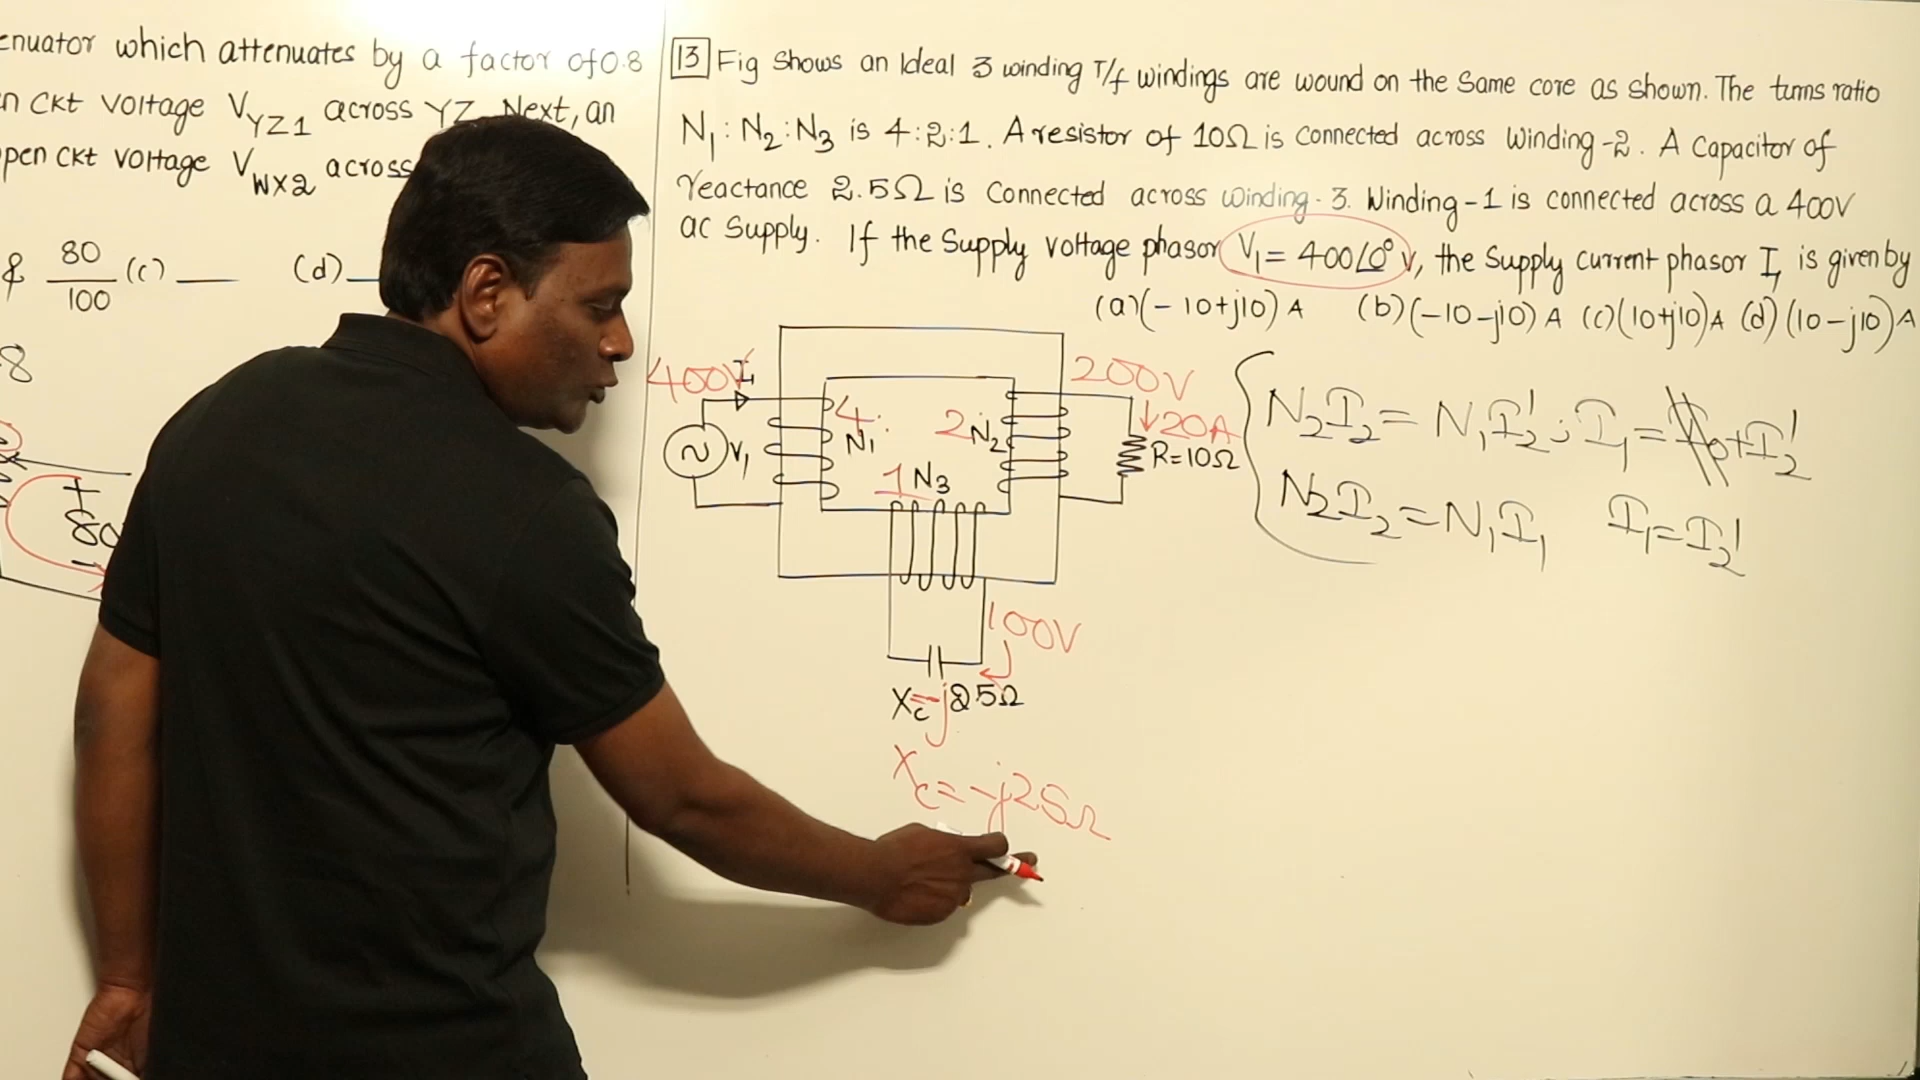 enuator which attenuates by a factor of 0.8
n ckt voltage VYZ1 across YZ. Next, an
pen ckt voltage VWX2 across
& 80/100 (c) ___ (d)
8
+
80
-
13 Fig Shows an Ideal 3 winding T/f windings are wound on the same core as shown. The turns ratio
N1 : N2 : N3 is 4:2:1. A resistor of 10Ω is connected across winding-2. A capacitor of
reactance 2.5Ω is connected across winding-3. Winding-1 is connected across a 400V
ac Supply. If the supply voltage phasor V1 = 400∠0° V, the supply current phasor I1 is given by
(a)(-10+j10) A (b)(-10-j10) A (c)(10+j10)A (d)(10-j10)A
400V I1
V1
4:
N1
2 N2
1 N3
200V
20A
R=10Ω
100V
Xc=-j2.5Ω
Xc=-j2.5Ω
N2I2 = N1I2' ; I1 = I0+I2'
N2I2 = N1I1 I1=I2'